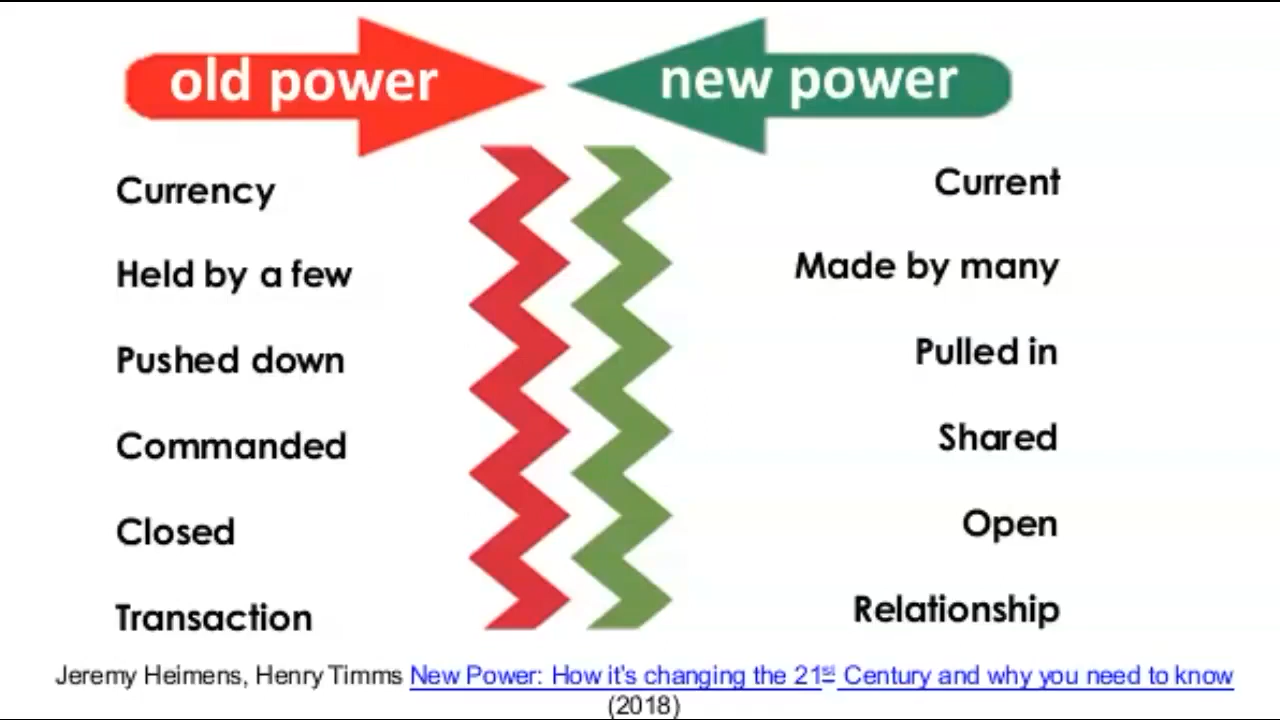 old power
new power
Currency
Current
Held by a few
Made by many
Pushed down
Pulled in
Commanded
Shared
Closed
Open
Transaction
Relationship
Jeremy Heimens, Henry Timms New Power: How it's changing the 21st Century and why you need to know
(2018)